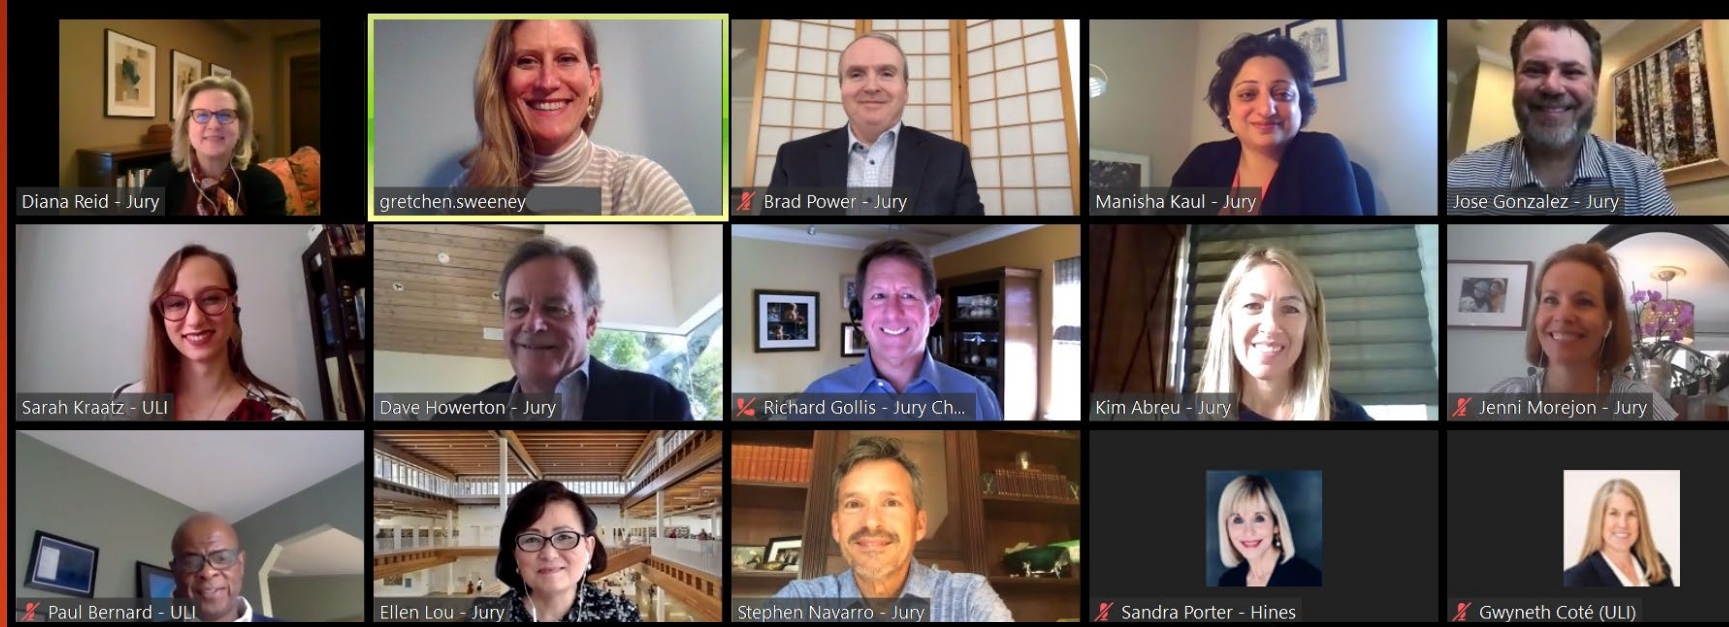 Diana Reid - Jury
gretchen.sweeney
Brad Power - Jury
Manisha Kaul - Jury
Jose Gonzalez - Jury
Sarah Kraatz - ULI
Dave Howerton - Jury
Richard Gollis - Jury Ch...
Kim Abreu - Jury
Jenni Morejon - Jury
Paul Bernard - ULI
Ellen Lou - Jury
Stephen Navarro - Jury
Sandra Porter - Hines
Gwyneth Coté (ULI)